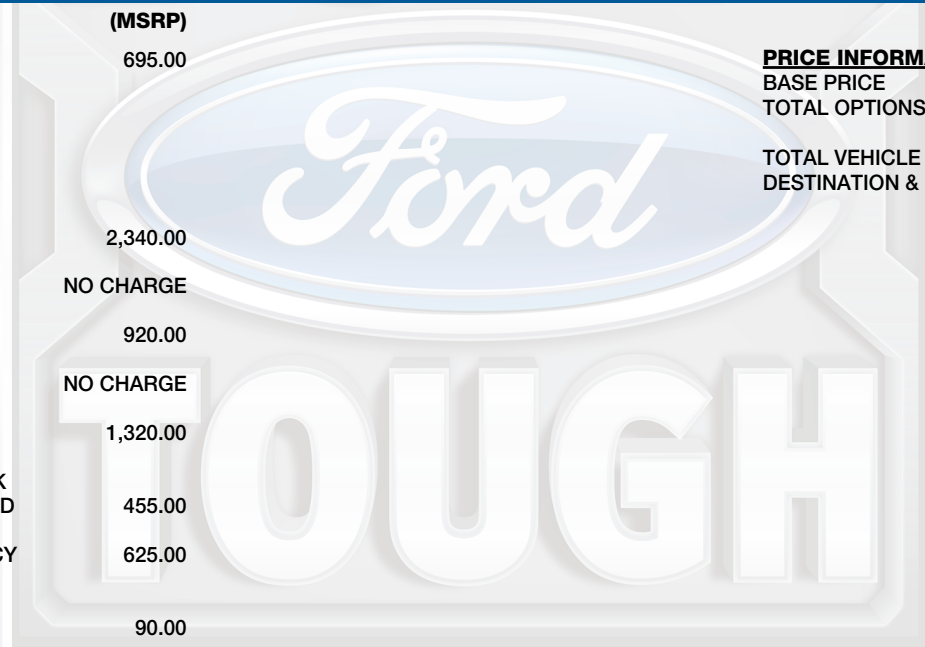 (MSRP)
695.00
2,340.00
NO CHARGE
920.00
NO CHARGE
1,320.00
455.00
625.00
90.00
PRICE INFORM
BASE PRICE
TOTAL OPTIONS
TOTAL VEHICLE
DESTINATION &
Ford
TOUGH